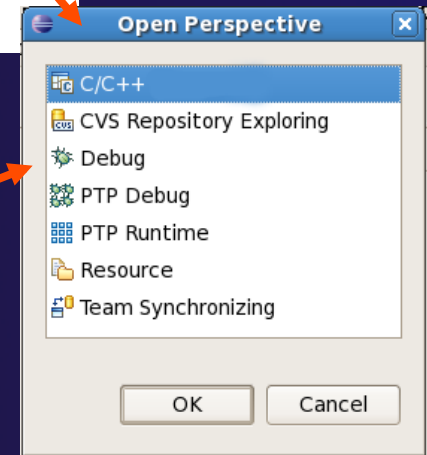 Open Perspective
C/C++
CVS Repository Exploring
Debug
PTP Debug
PTP Runtime
Resource
Team Synchronizing
OK Cancel